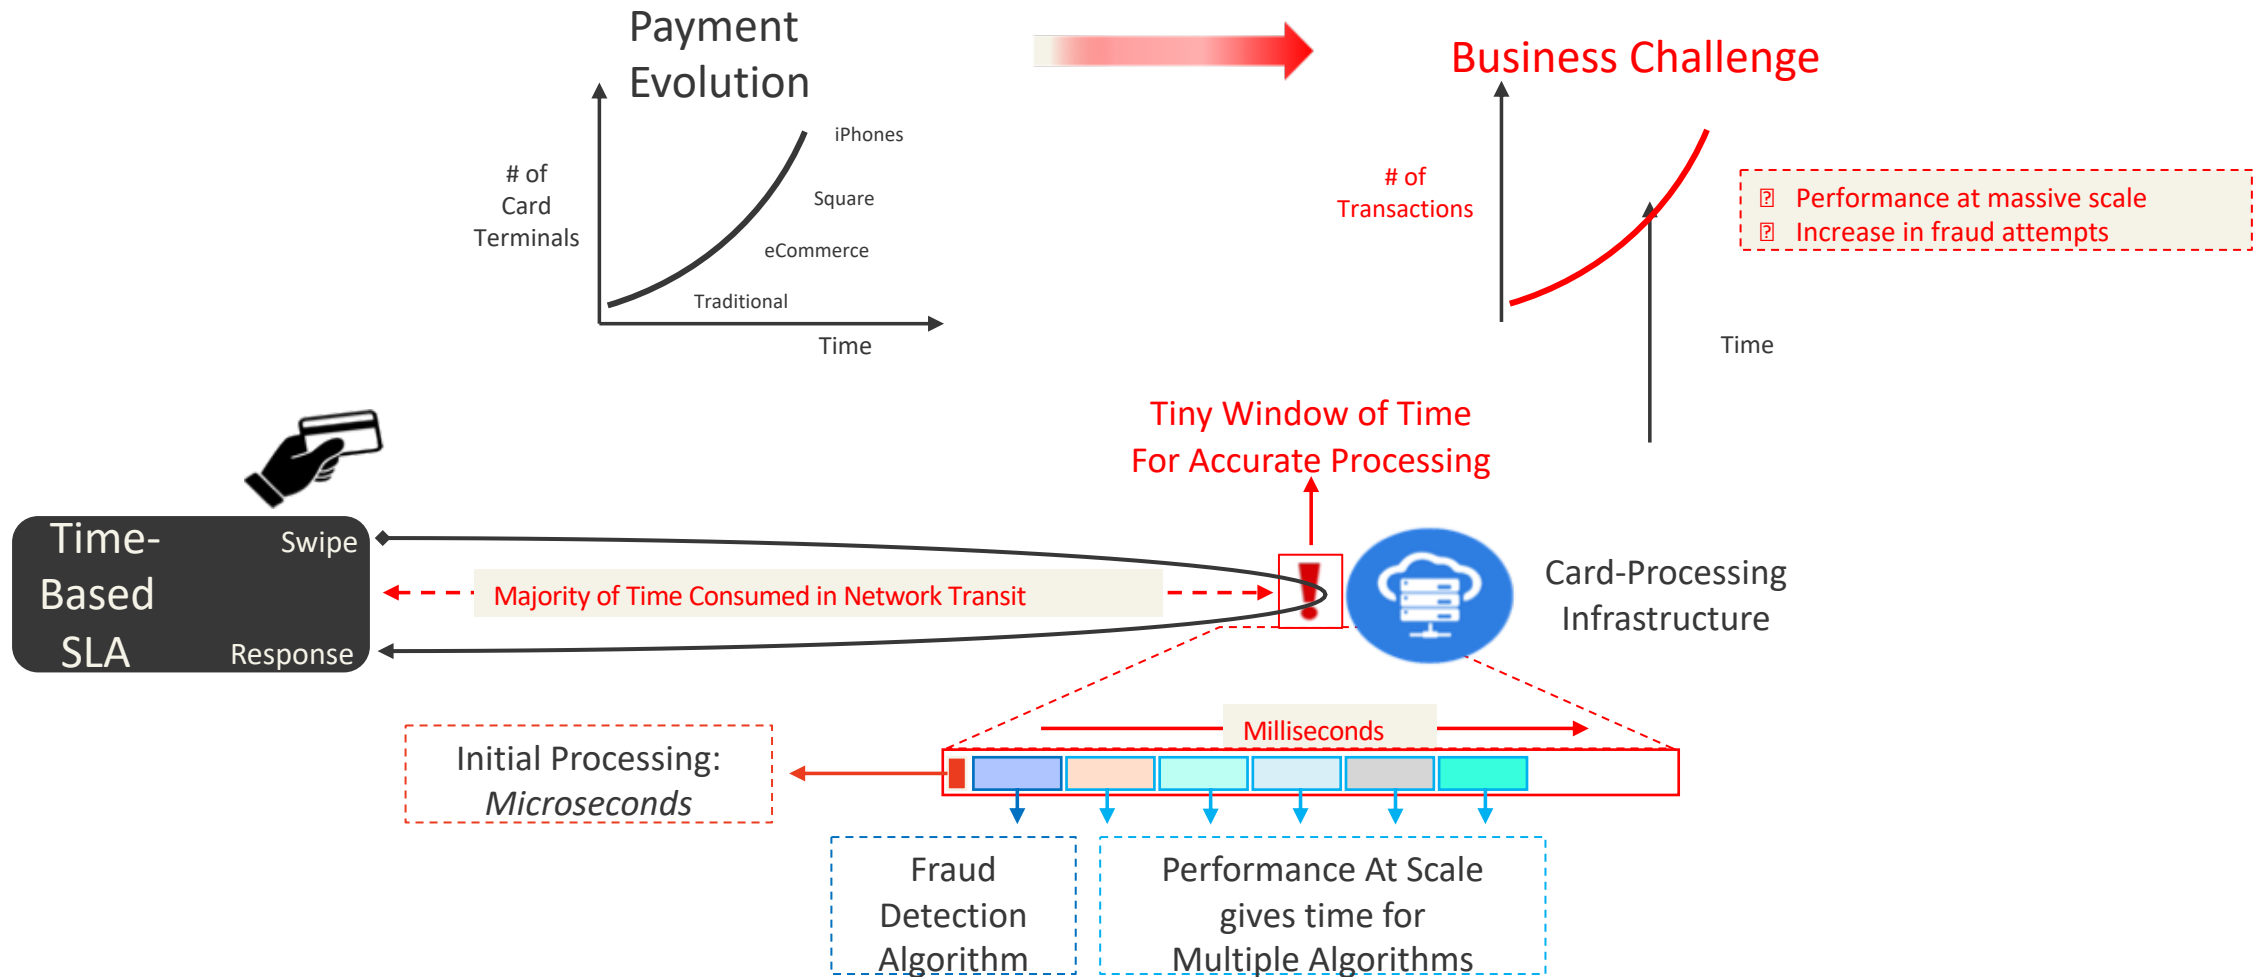 Payment
Evolution
Business Challenge
iPhones
# of
Card
Terminals
Square
eCommerce
Traditional
Time
# of
Transactions
Performance at massive scale
Increase in fraud attempts
Time
Tiny Window of Time
For Accurate Processing
Time-
Based
SLA
Swipe
Majority of Time Consumed in Network Transit
Response
Card-Processing
Infrastructure
Milliseconds
Initial Processing:
Microseconds
Fraud
Detection
Algorithm
Performance At Scale
gives time for
Multiple Algorithms